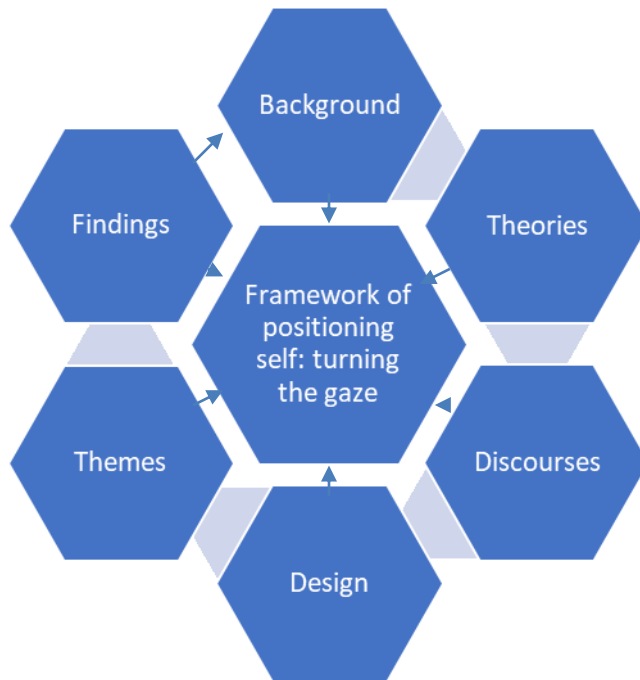 Background
Findings
Theories
Framework of
positioning
self: turning
the gaze
Themes
Discourses
Design